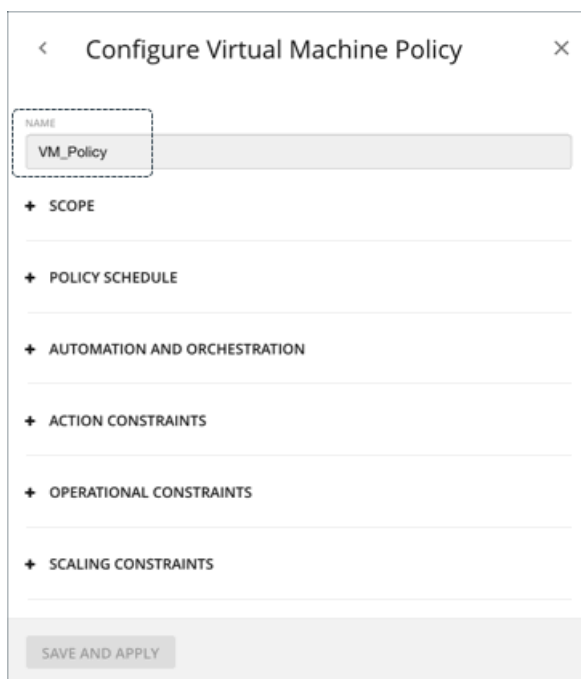 Configure Virtual Machine Policy
NAME
VM_Policy
SCOPE
POLICY SCHEDULE
AUTOMATION AND ORCHESTRATION
ACTION CONSTRAINTS
OPERATIONAL CONSTRAINTS
SCALING CONSTRAINTS
SAVE AND APPLY